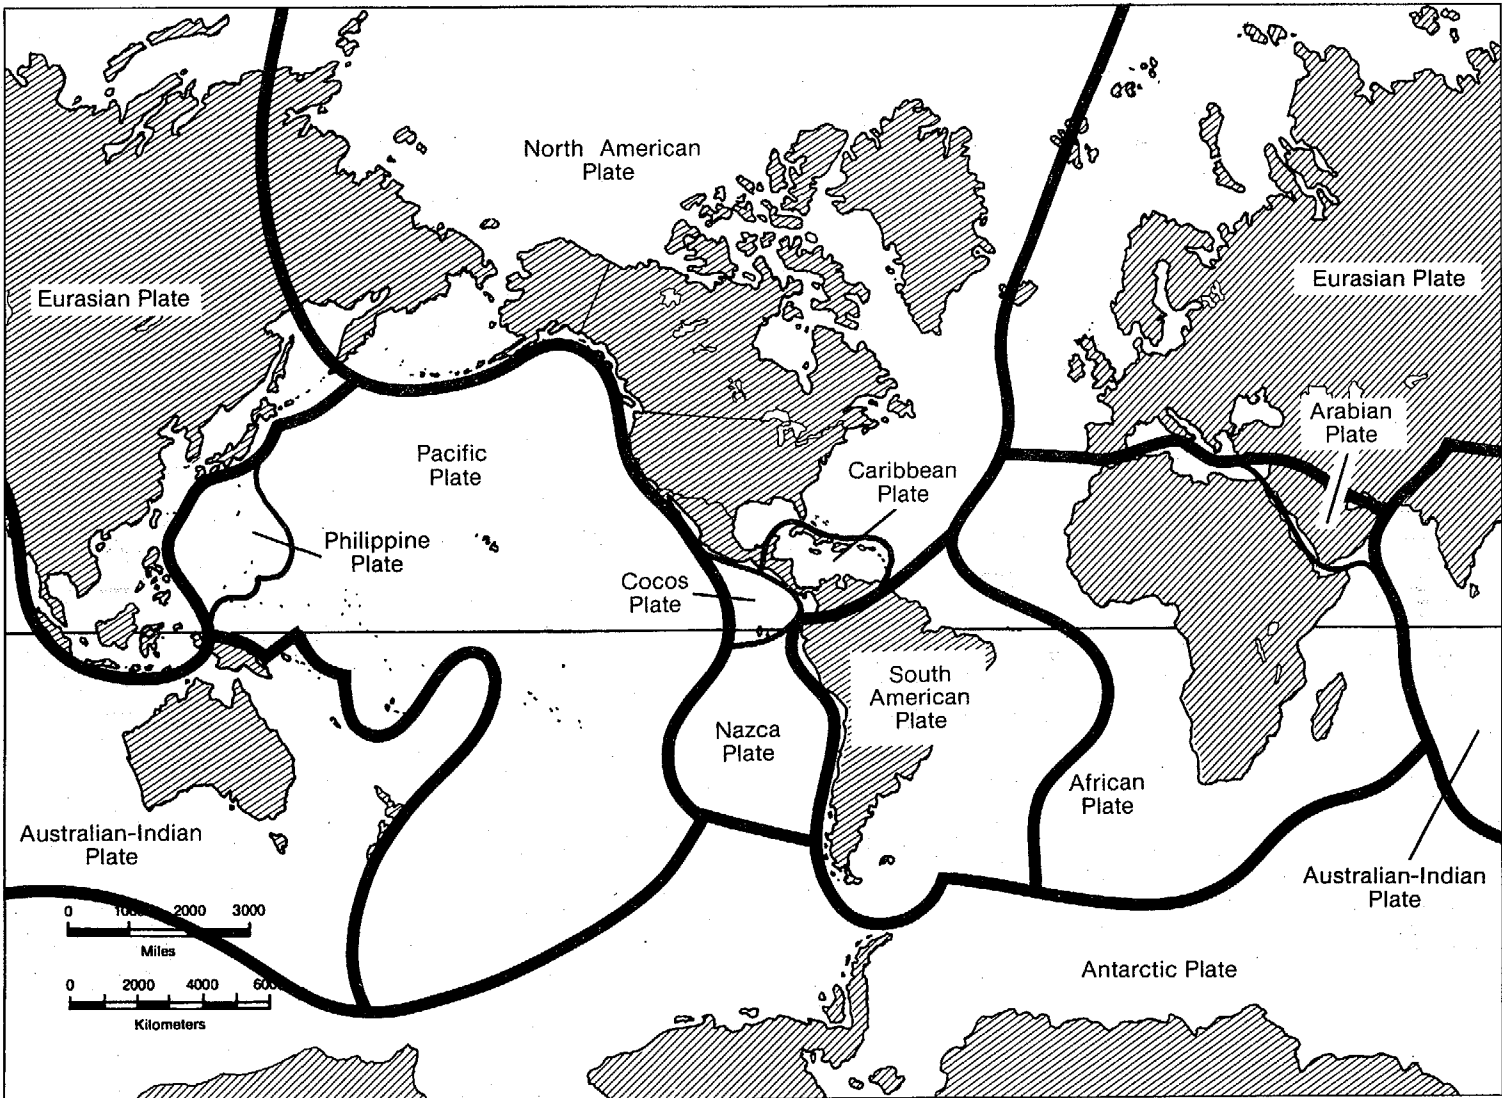 North American
Plate
Eurasian Plate
Eurasian Plate
Arabian
Plate
Pacific
Plate
Caribbean
Plate
Philippine
Plate
Cocos
Plate
South
American
Plate
Nazca
Plate
African
Plate
Australian-Indian
Plate
Australian-Indian
Plate
0 1000 2000 3000
Miles
Antarctic Plate
0 2000 4000 6000
Kilometers